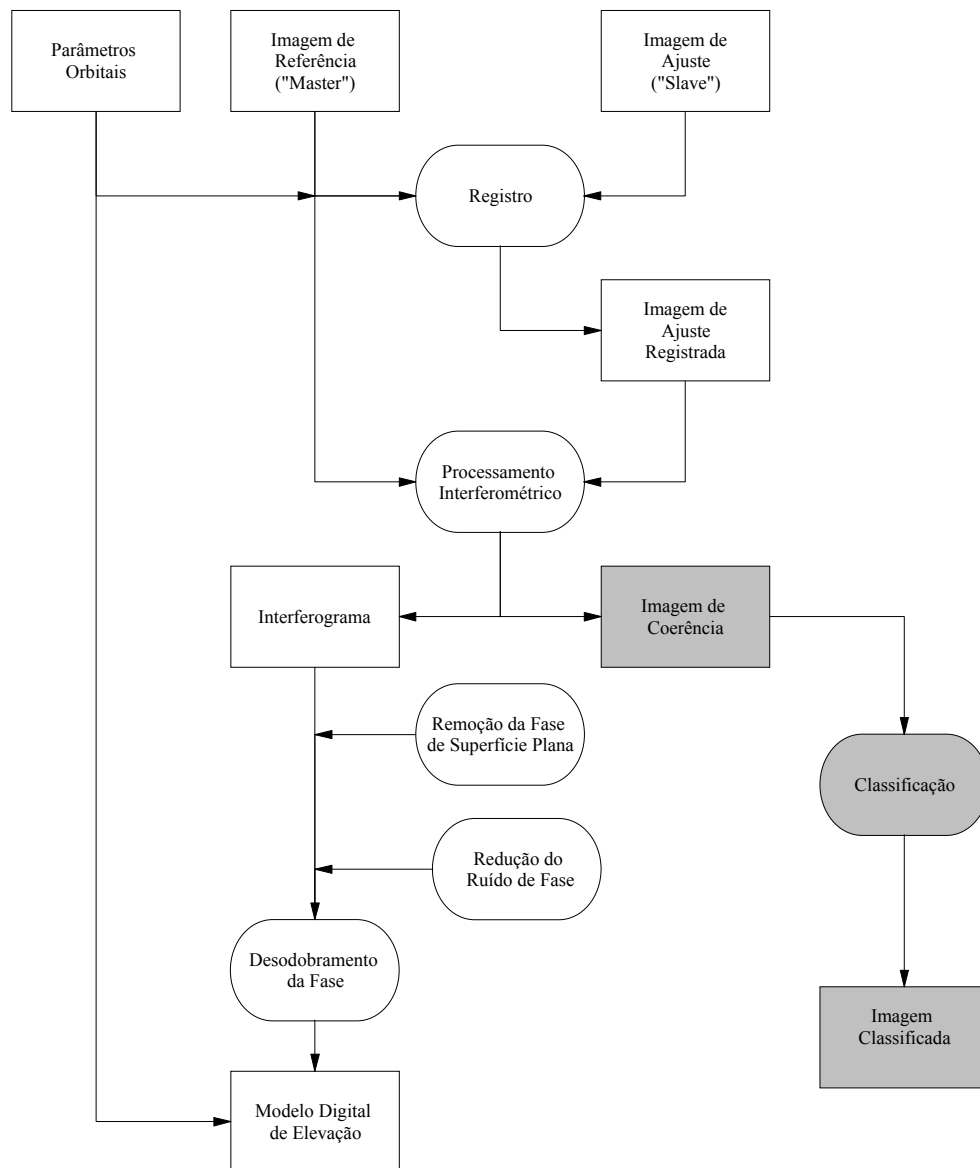 Parâmetros
Orbitais
Imagem de
Referência
("Master")
Imagem de
Ajuste
("Slave")
Registro
Imagem de
Ajuste
Registrada
Processamento
Interferométrico
Interferograma
Imagem de
Coerência
Remoção da Fase
de Superfície Plana
Classificação
Redução do
Ruído de Fase
Desodobramento
da Fase
Imagem
Classificada
Modelo Digital
de Elevação